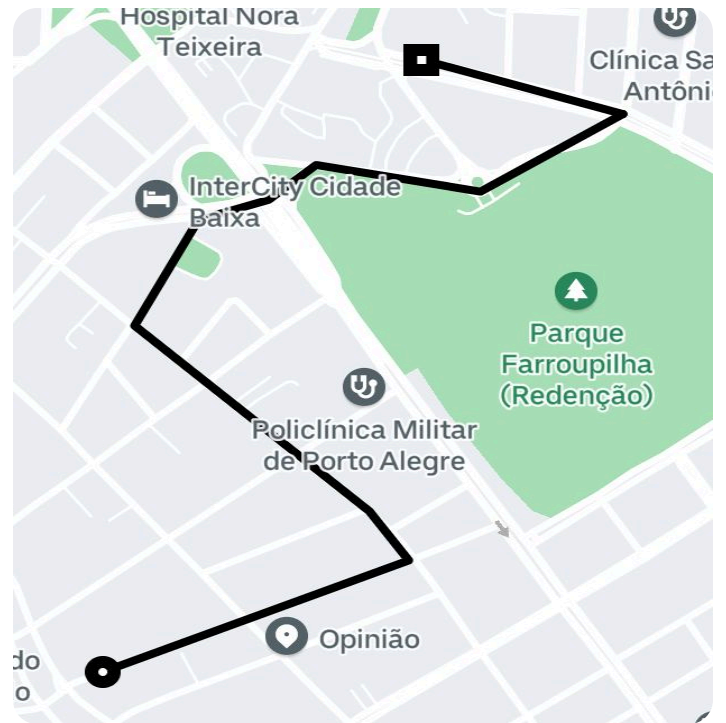 Hospital Nora
Teixeira
Clínica Sa
Antôni
InterCity Cidade
Baixa
Parque
Farroupilha
(Redenção)
Policlínica Militar
de Porto Alegre
Opinião
do
o